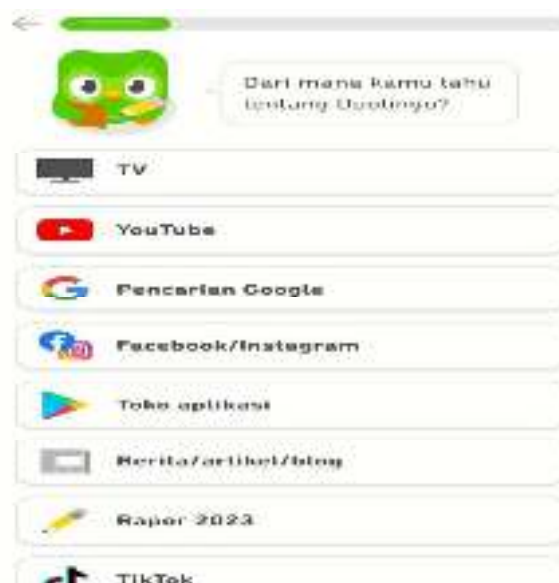 Dari mana kamu tahu
tentang Duolingo?
TV
YouTube
Pencarian Google
Facebook/Instagram
Toko aplikasi
Berita/artikel/blog
Rapor 2023
TikTok